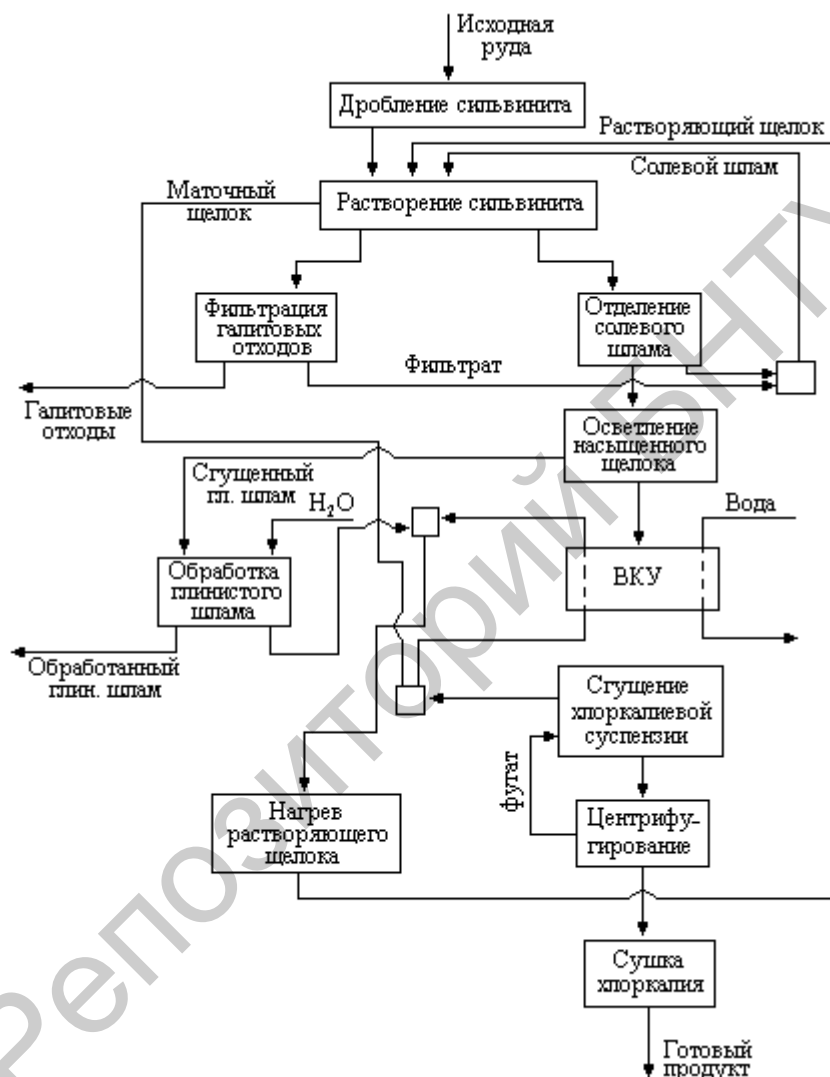 Исходная
руда
Дробление сильвинита
Растворяющий щелок
Солевой шлам
Маточный
щелок
Растворение сильвинита
Фильтрация
галитовых
отходов
Отделение
солевого
шлама
Фильтрат
Галитовые
отходы
Осветление
насыщенного
щелока
Сгущенный
гл. шлам
H₂O
Вода
Обработка
глинистого
шлама
ВКУ
Обработанный
глин. шлам
Сгущение
хлоркалиевой
суспензии
фугат
Нагрев
растворяющего
щелока
Центрифу-
гирование
Сушка
хлоркалия
Готовый
продукт
Репозиторий БНТУ